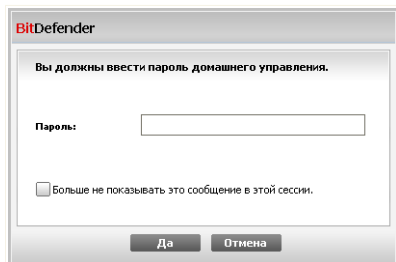 BitDefender
Вы должны ввести пароль домашнего управления.
Пароль:
Больше не показывать это сообщение в этой сессии.
Да Отмена